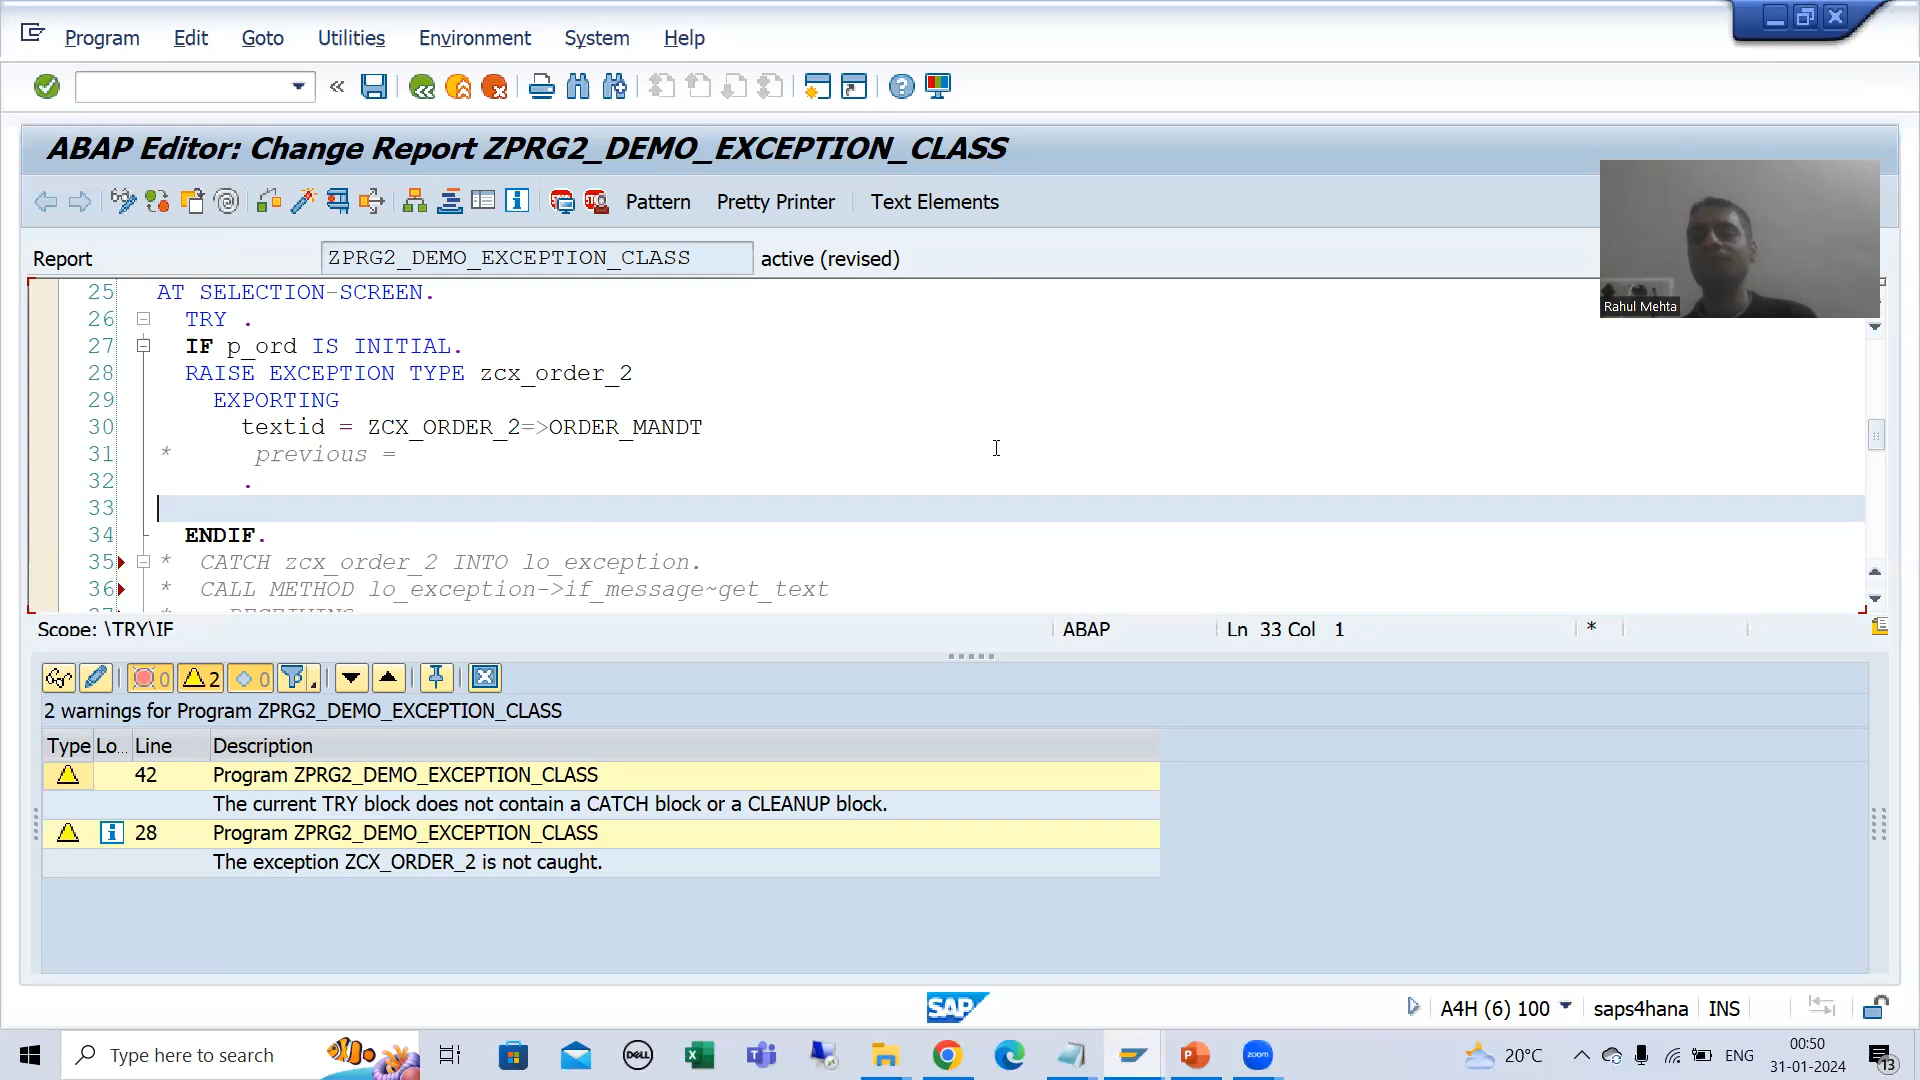 Program Edit Goto Utilities Environment System Help
«
ABAP Editor: Change Report ZPRG2_DEMO_EXCEPTION_CLASS
Pattern Pretty Printer Text Elements
Report ZPRG2_DEMO_EXCEPTION_CLASS active (revised)
Rahul Mehta
25 AT SELECTION-SCREEN.
26 TRY .
27 IF p_ord IS INITIAL.
28 RAISE EXCEPTION TYPE zcx_order_2
29 EXPORTING
30 textid = ZCX_ORDER_2=>ORDER_MANDT
31 * previous =
32 .
33
34 ENDIF.
35 * CATCH zcx_order_2 INTO lo_exception.
36 * CALL METHOD lo_exception->if_message~get_text
37 * RECEIVING
Scope: \TRY\IF ABAP Ln 33 Col 1 *
0 2 0
2 warnings for Program ZPRG2_DEMO_EXCEPTION_CLASS
Type Lo... Line Description
42 Program ZPRG2_DEMO_EXCEPTION_CLASS
The current TRY block does not contain a CATCH block or a CLEANUP block.
28 Program ZPRG2_DEMO_EXCEPTION_CLASS
The exception ZCX_ORDER_2 is not caught.
SAP A4H (6) 100 saps4hana INS
Type here to search DELL zoom 20°C ENG 00:50
31-01-2024 13